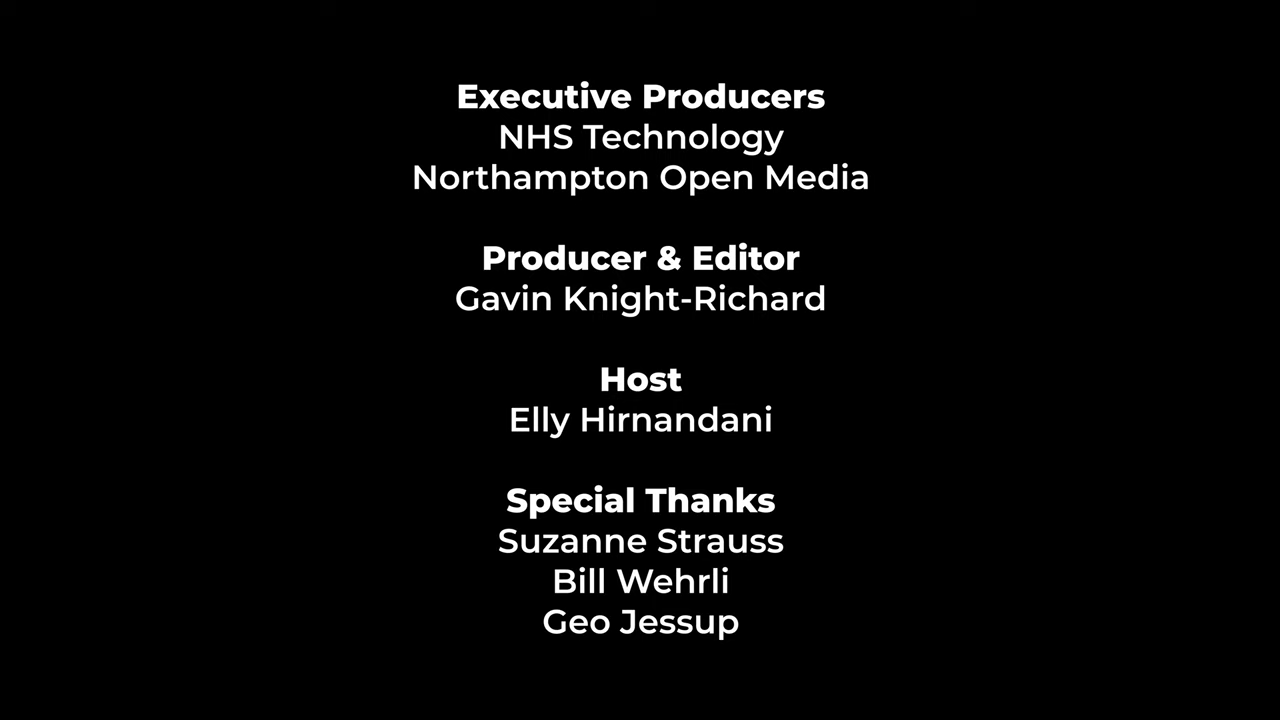 Executive Producers
NHS Technology
Northampton Open Media
Producer & Editor
Gavin Knight-Richard
Host
Elly Hirnandani
Special Thanks
Suzanne Strauss
Bill Wehrli
Geo Jessup